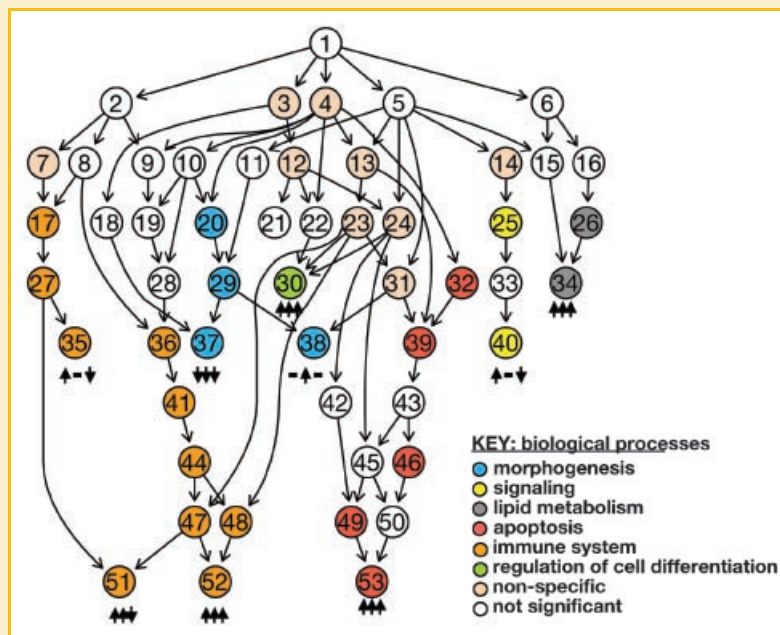 1
2 3 4 5 6
7 8 9 10 11 12 13 14 15 16
17 18 19 20 21 22 23 24 25 26
27 28 29 30 31 32 33 34
35 36 37 38 39 40
41 42 43
44 45 46
47 48 49 50
51 52 53
KEY: biological processes
morphogenesis
signaling
lipid metabolism
apoptosis
immune system
regulation of cell differentiation
non-specific
not significant